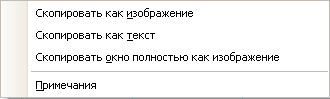 Скопировать как изображение
Скопировать как текст
Скопировать окно полностью как изображение
Примечания